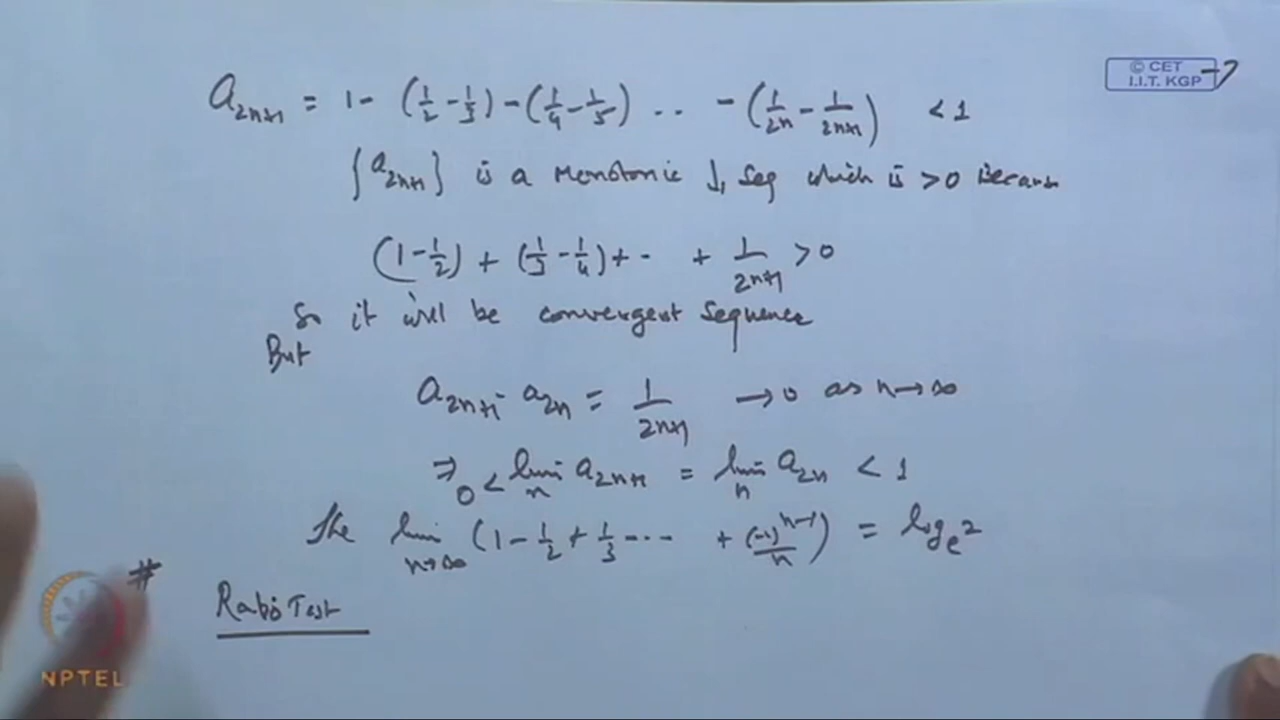 © CET
I.I.T. KGP
-7
a_{2n+1} = 1 - (1/2 - 1/3) - (1/4 - 1/5) .. - (1/2n - 1/2n+1) < 1
{a_{2n+1}} is a Monotonic ↓, Seq which is > 0 because
(1 - 1/2) + (1/3 - 1/4) + - + 1/2n+1 > 0
So it will be convergent Sequence
But
a_{2n+1} - a_{2n} = 1/2n+1 → 0 as n → ∞
⇒ 0 < lim_n a_{2n+1} = lim_n a_{2n} < 1
The lim_{n→∞} (1 - 1/2 + 1/3 - ... + (-1)^{n-1}/n) = log_e 2
#
Ratio Test
NPTEL